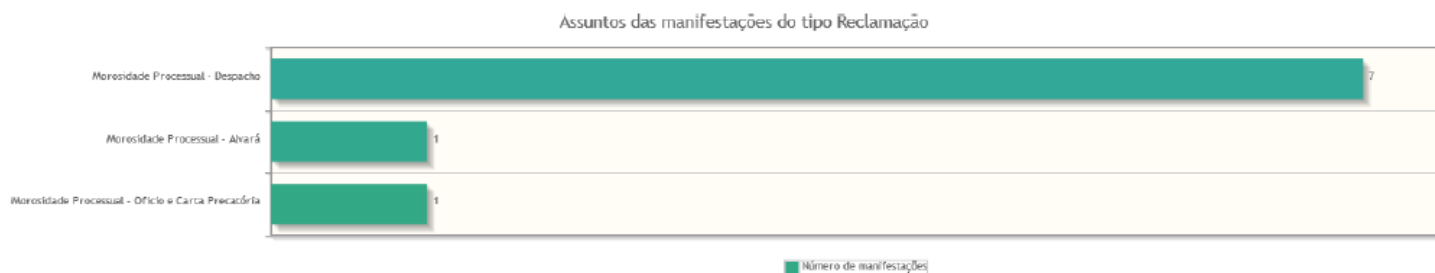 Assuntos das manifestações do tipo Reclamação
Morosidade Processual - Despacho
7
Morosidade Processual - Alvará
1
Morosidade Processual - Ofício e Carta Precatória
1
Número de manifestações